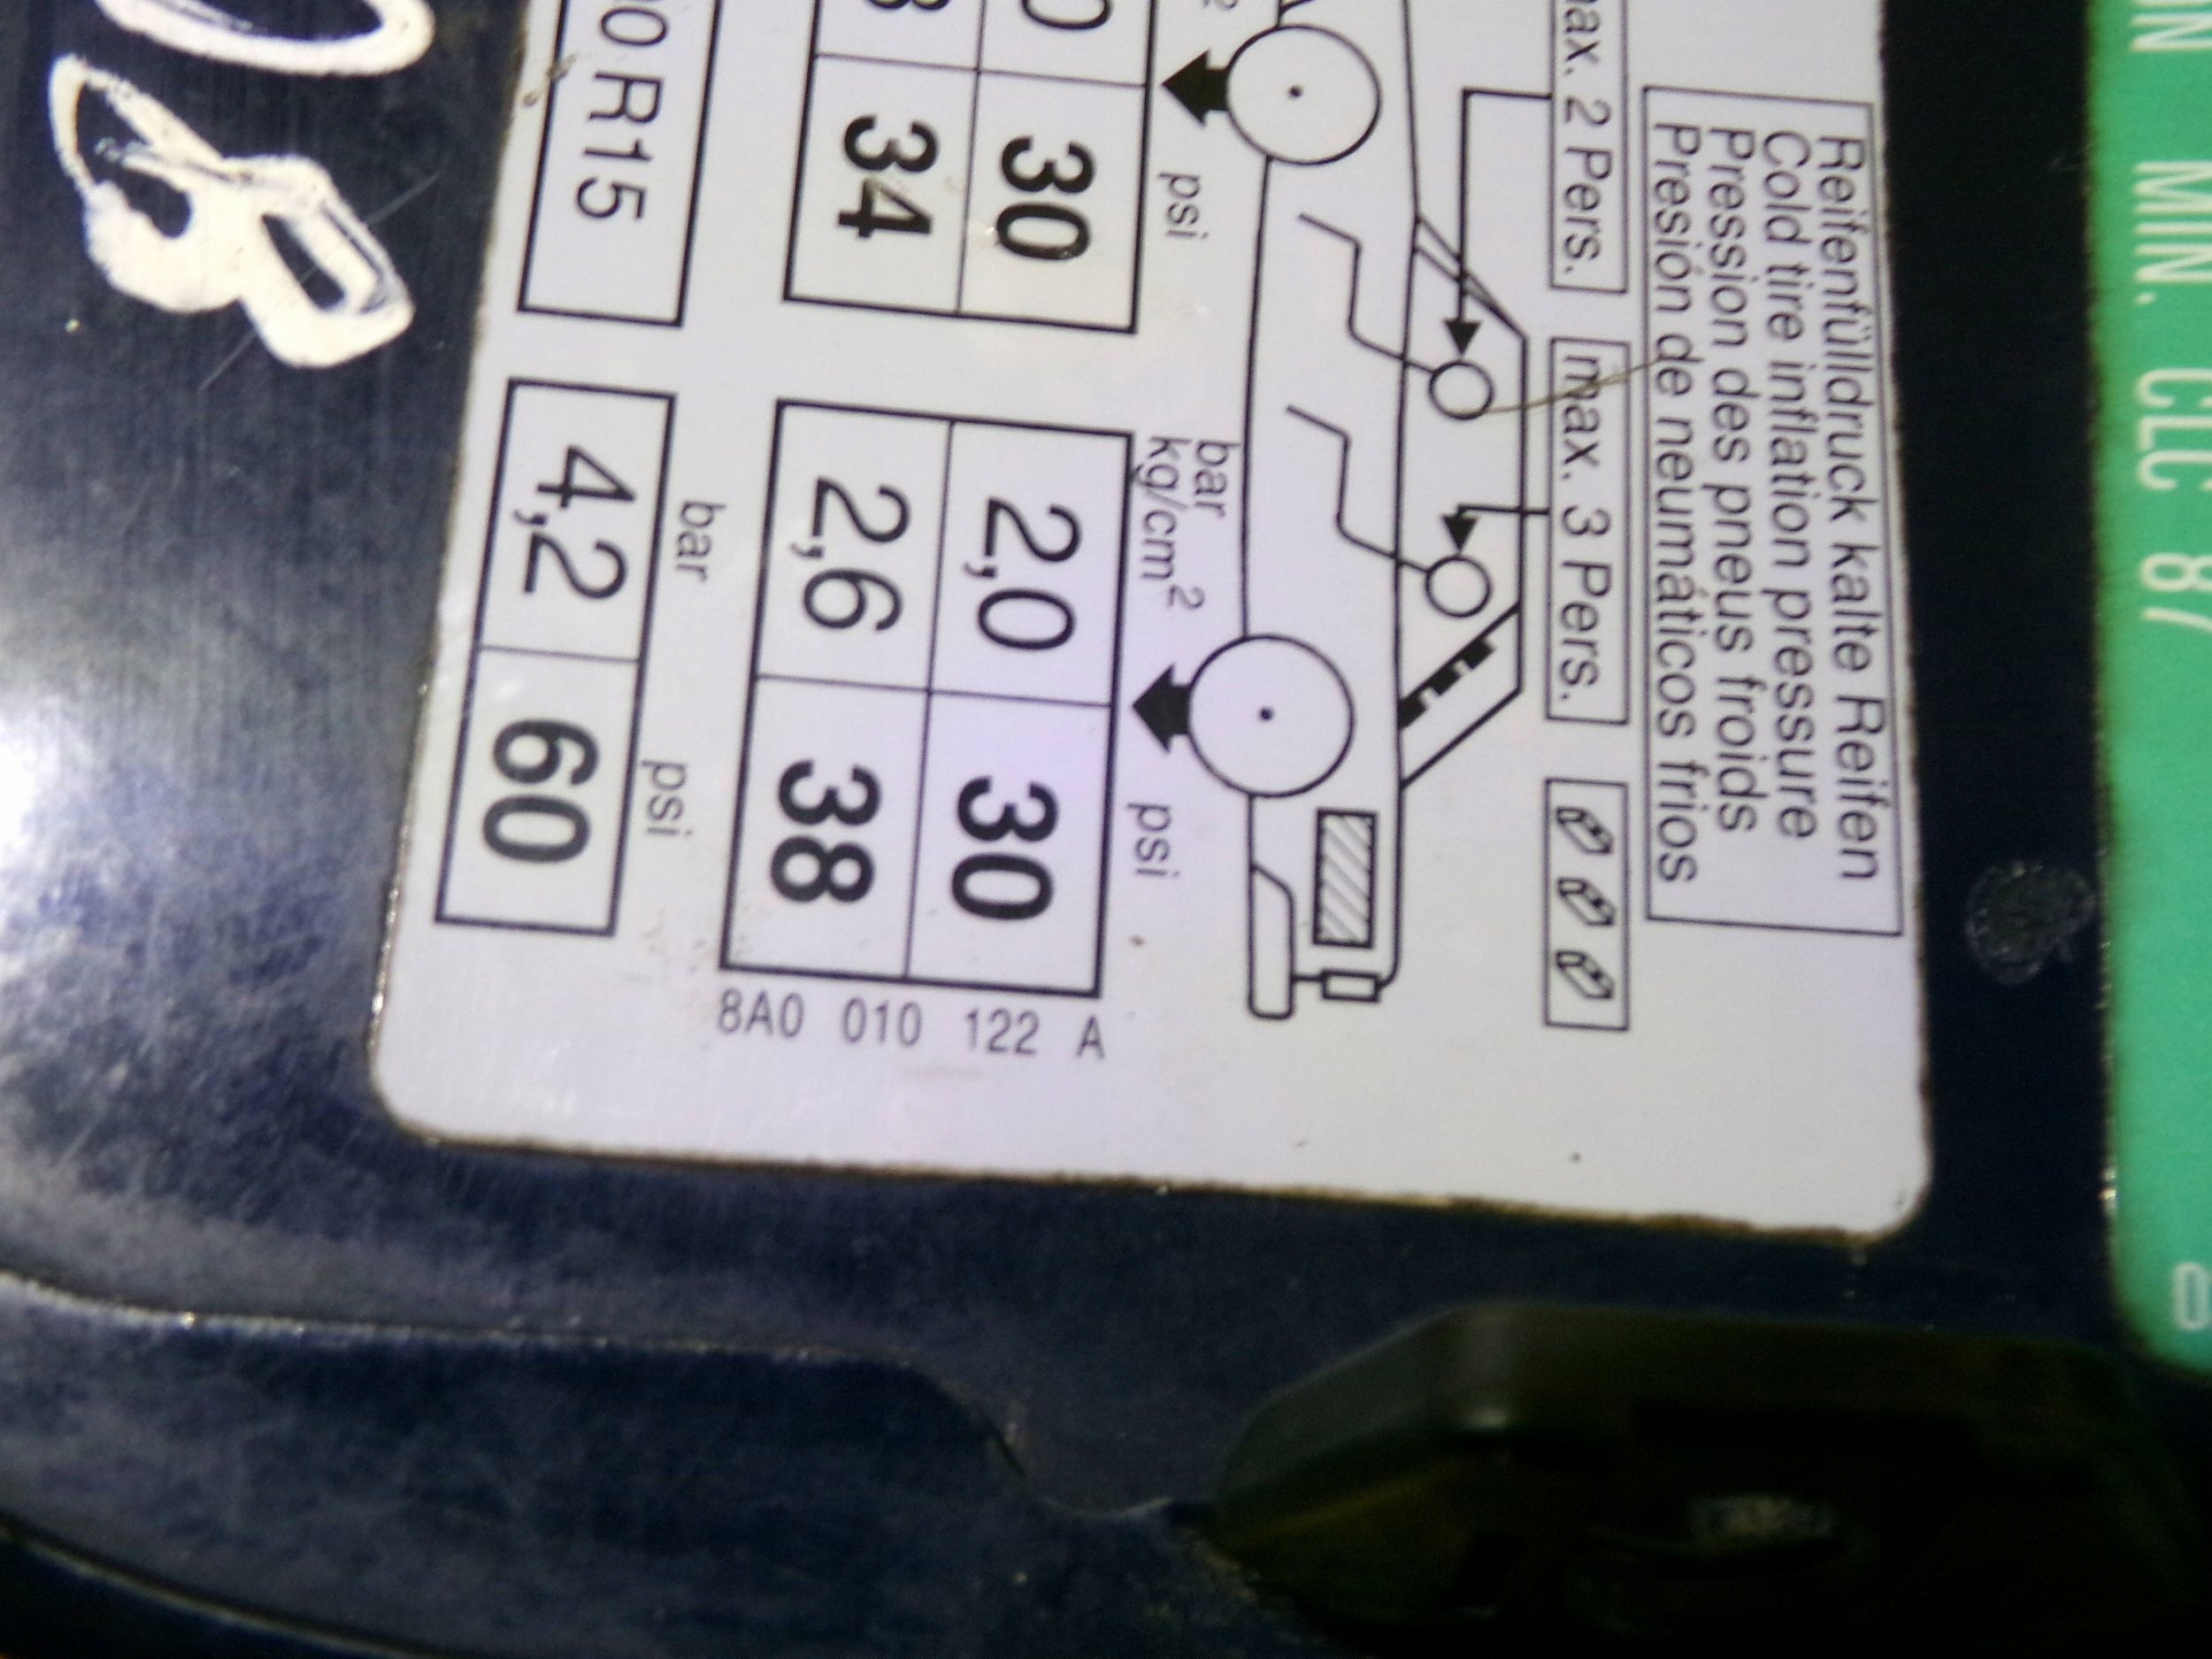 Reifenfülldruck kalte Reifen
Cold tire inflation pressure
Pression des pneus froids
Presión de neumáticos frios
2 Pers.
max. 3 Pers.
psi
bar
kg/cm²
psi
30
2,0
30
34
2,6
38
8A0 010 122 A
bar
psi
R15
4,2
60
MIN. CLC 87